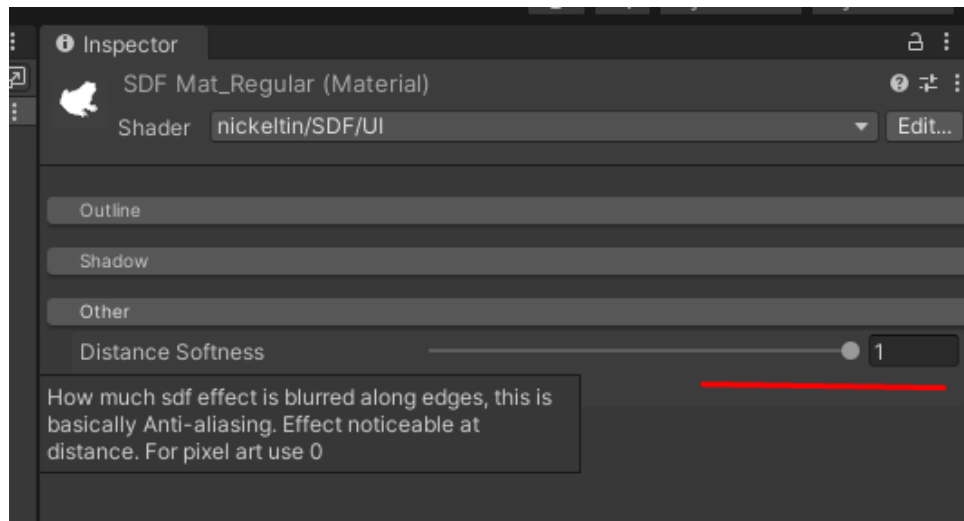 Inspector
SDF Mat_Regular (Material)
Shader nickeltin/SDF/UI Edit...
Outline
Shadow
Other
Distance Softness 1
How much sdf effect is blurred along edges, this is
basically Anti-aliasing. Effect noticeable at
distance. For pixel art use 0